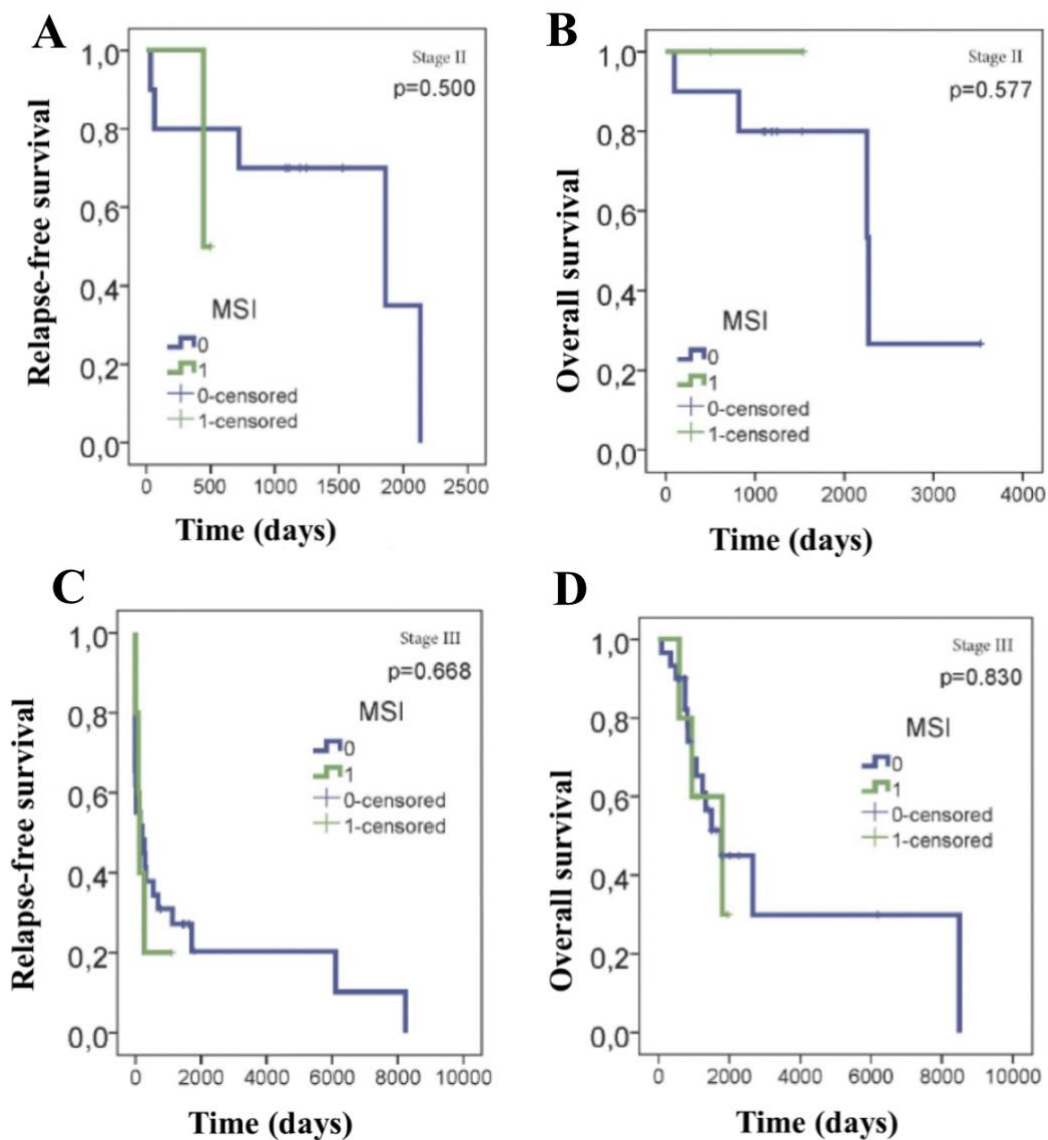 A
Stage II
p=0.500
1,0
0,8
0,6
0,4
0,2
0,0
Relapse-free survival
MSI
0
1
0-censored
1-censored
0 500 1000 1500 2000 2500
Time (days)
B
Stage II
p=0.577
1,0
0,8
0,6
0,4
0,2
0,0
Overall survival
MSI
0
1
0-censored
1-censored
0 1000 2000 3000 4000
Time (days)
C
Stage III
p=0.668
1,0
0,8
0,6
0,4
0,2
0,0
Relapse-free survival
MSI
0
1
0-censored
1-censored
0 2000 4000 6000 8000 10000
Time (days)
D
Stage III
p=0.830
1,0
0,8
0,6
0,4
0,2
0,0
Overall survival
MSI
0
1
0-censored
1-censored
0 2000 4000 6000 8000 10000
Time (days)